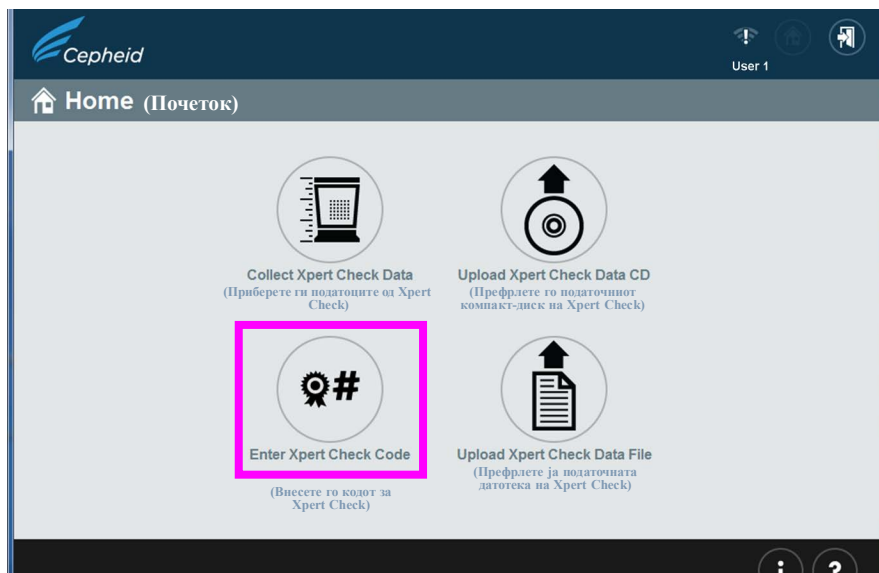 Cepheid
User 1
Home (Почеток)
Collect Xpert Check Data
(Приберете ги податоците од Xpert
Check)
Upload Xpert Check Data CD
(Префрлете го податочниот
компакт-диск на Xpert Check)
#
Enter Xpert Check Code
(Внесете го кодот за
Xpert Check)
Upload Xpert Check Data File
(Префрлете ја податочната
датотека на Xpert Check)
i ?